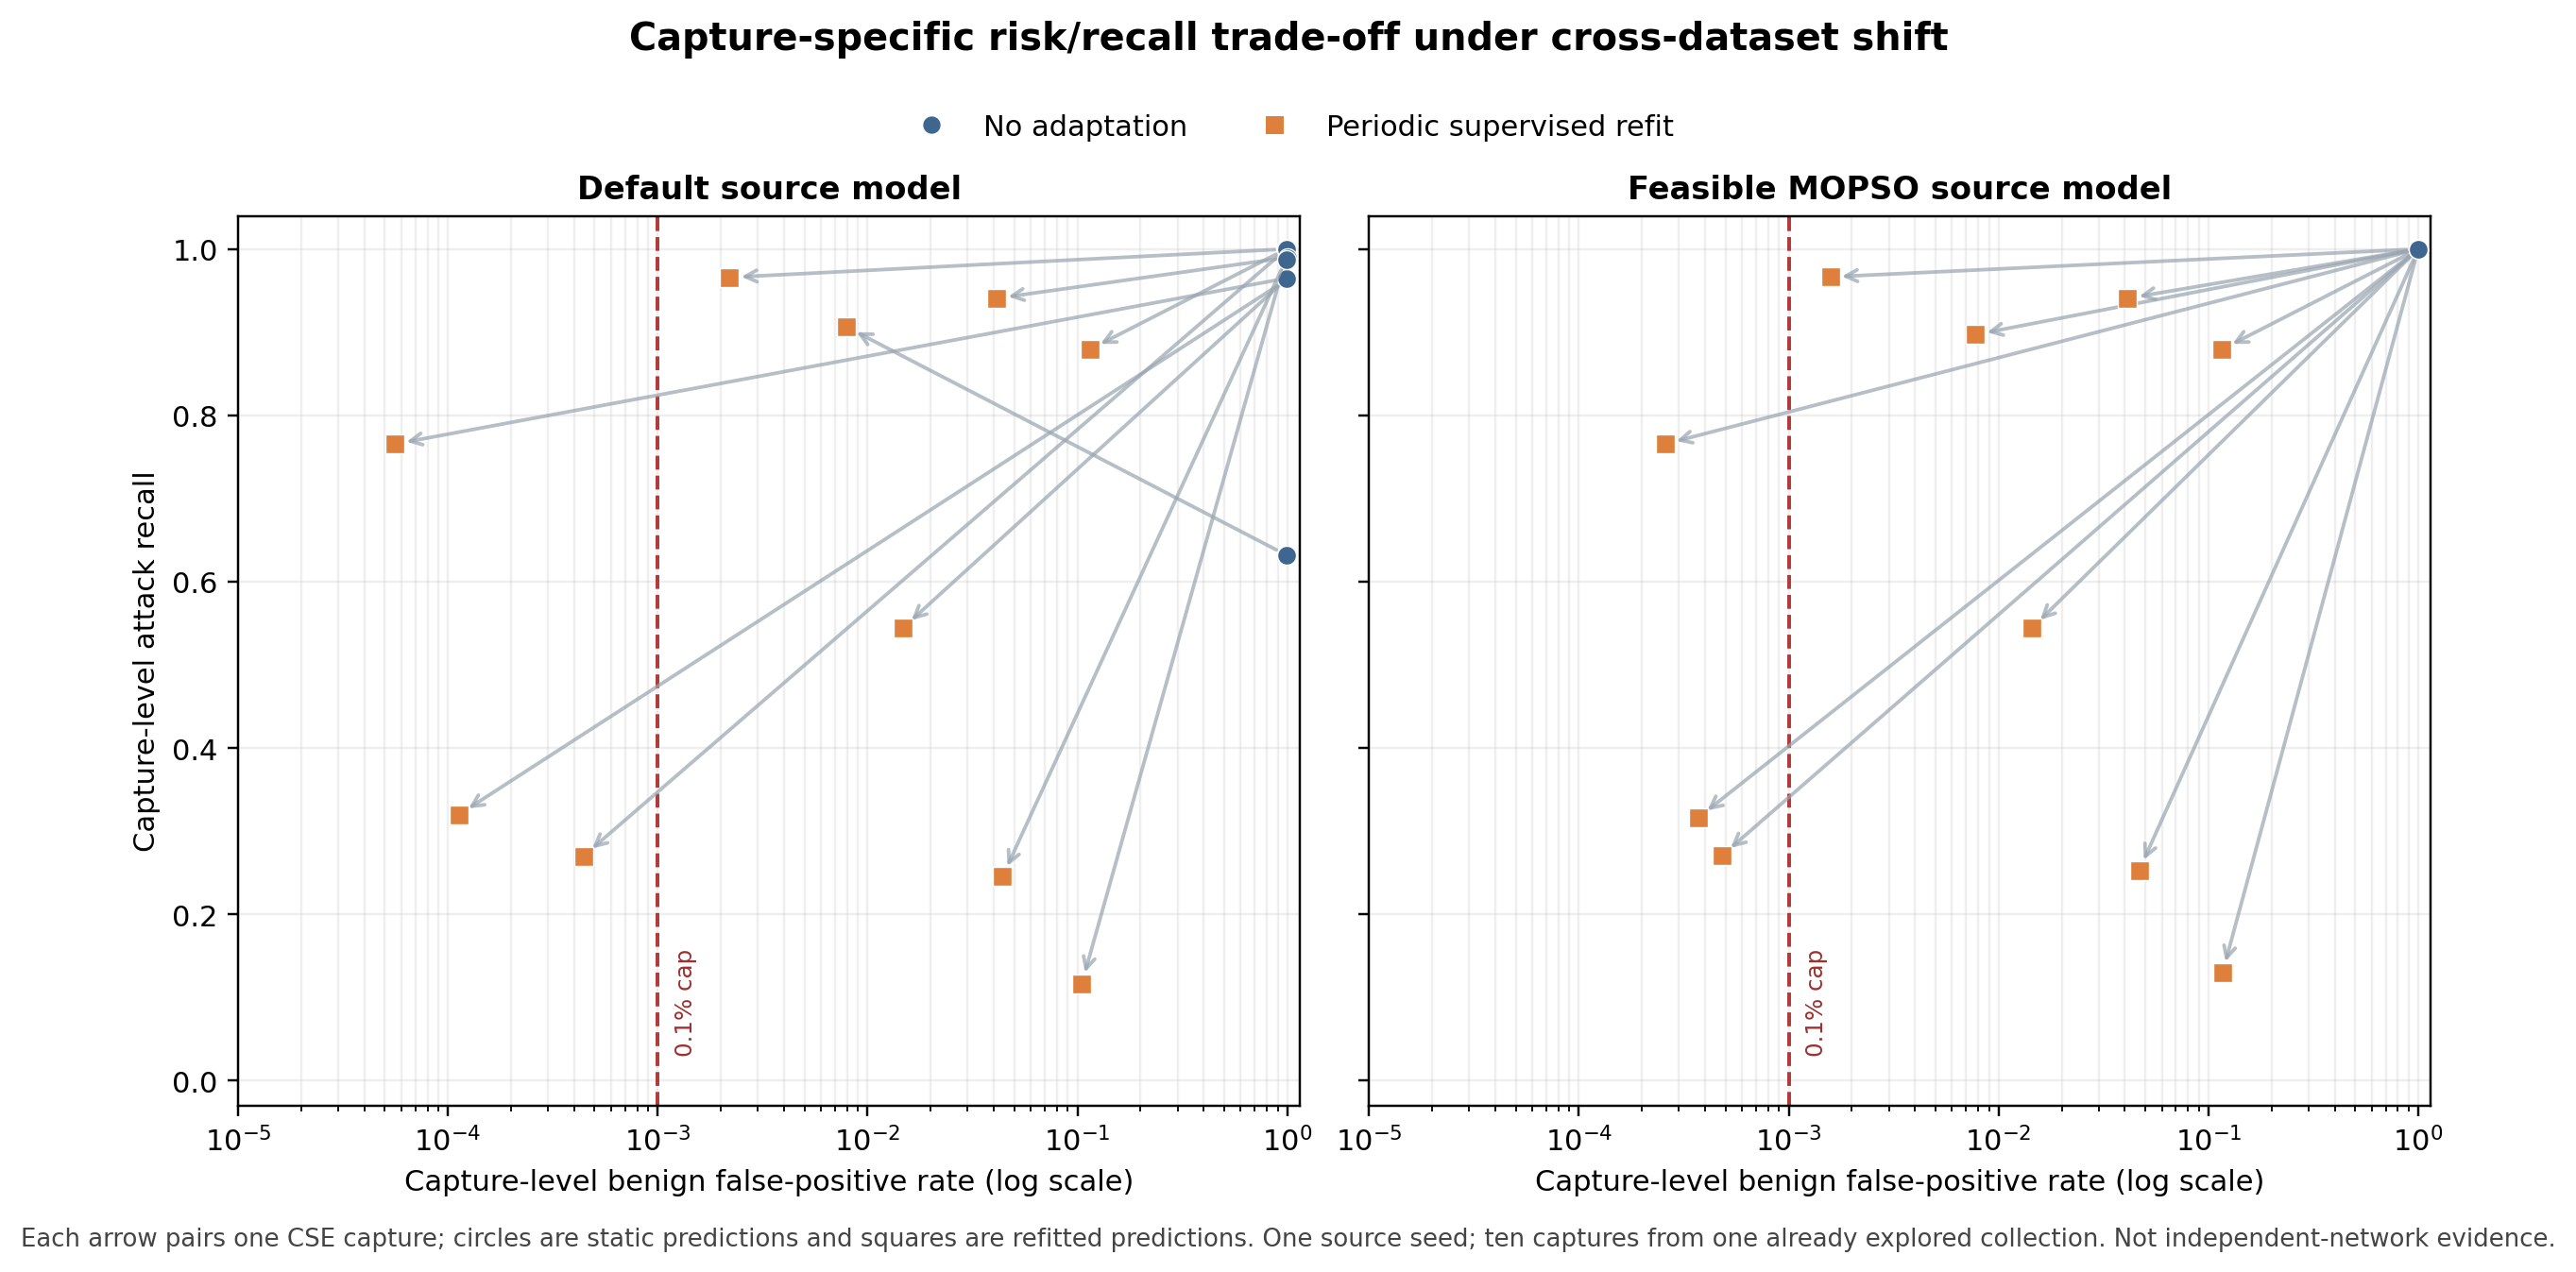 Capture-specific risk/recall trade-off under cross-dataset shift
No adaptation
Periodic supervised refit
Default source model
Feasible MOPSO source model
Capture-level attack recall
1.0
0.8
0.6
0.4
0.2
0.0
0.1% cap
0.1% cap
10⁻⁵ 10⁻⁴ 10⁻³ 10⁻² 10⁻¹ 10⁰
10⁻⁵ 10⁻⁴ 10⁻³ 10⁻² 10⁻¹ 10⁰
Capture-level benign false-positive rate (log scale)
Capture-level benign false-positive rate (log scale)
Each arrow pairs one CSE capture; circles are static predictions and squares are refitted predictions. One source seed; ten captures from one already explored collection. Not independent-network evidence.